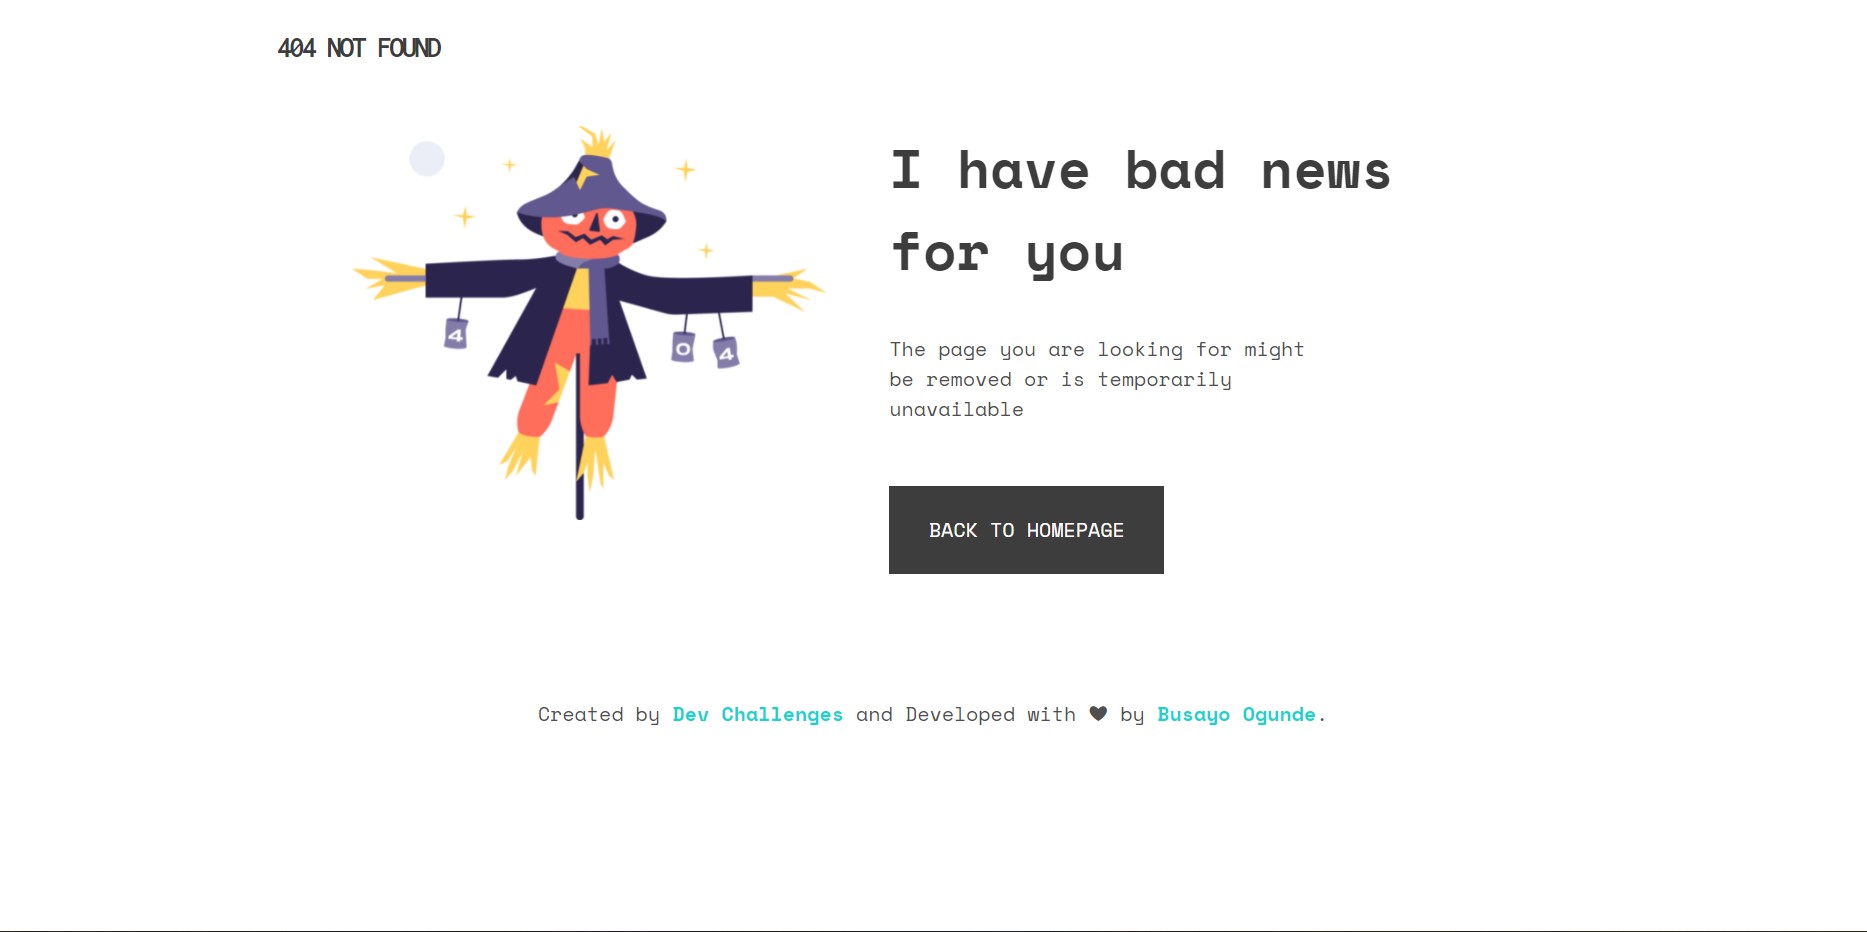 404 NOT FOUND
I have bad news
for you
4
0
4
The page you are looking for might
be removed or is temporarily
unavailable
BACK TO HOMEPAGE
Created by Dev Challenges and Developed with ♥ by Busayo Ogunde.